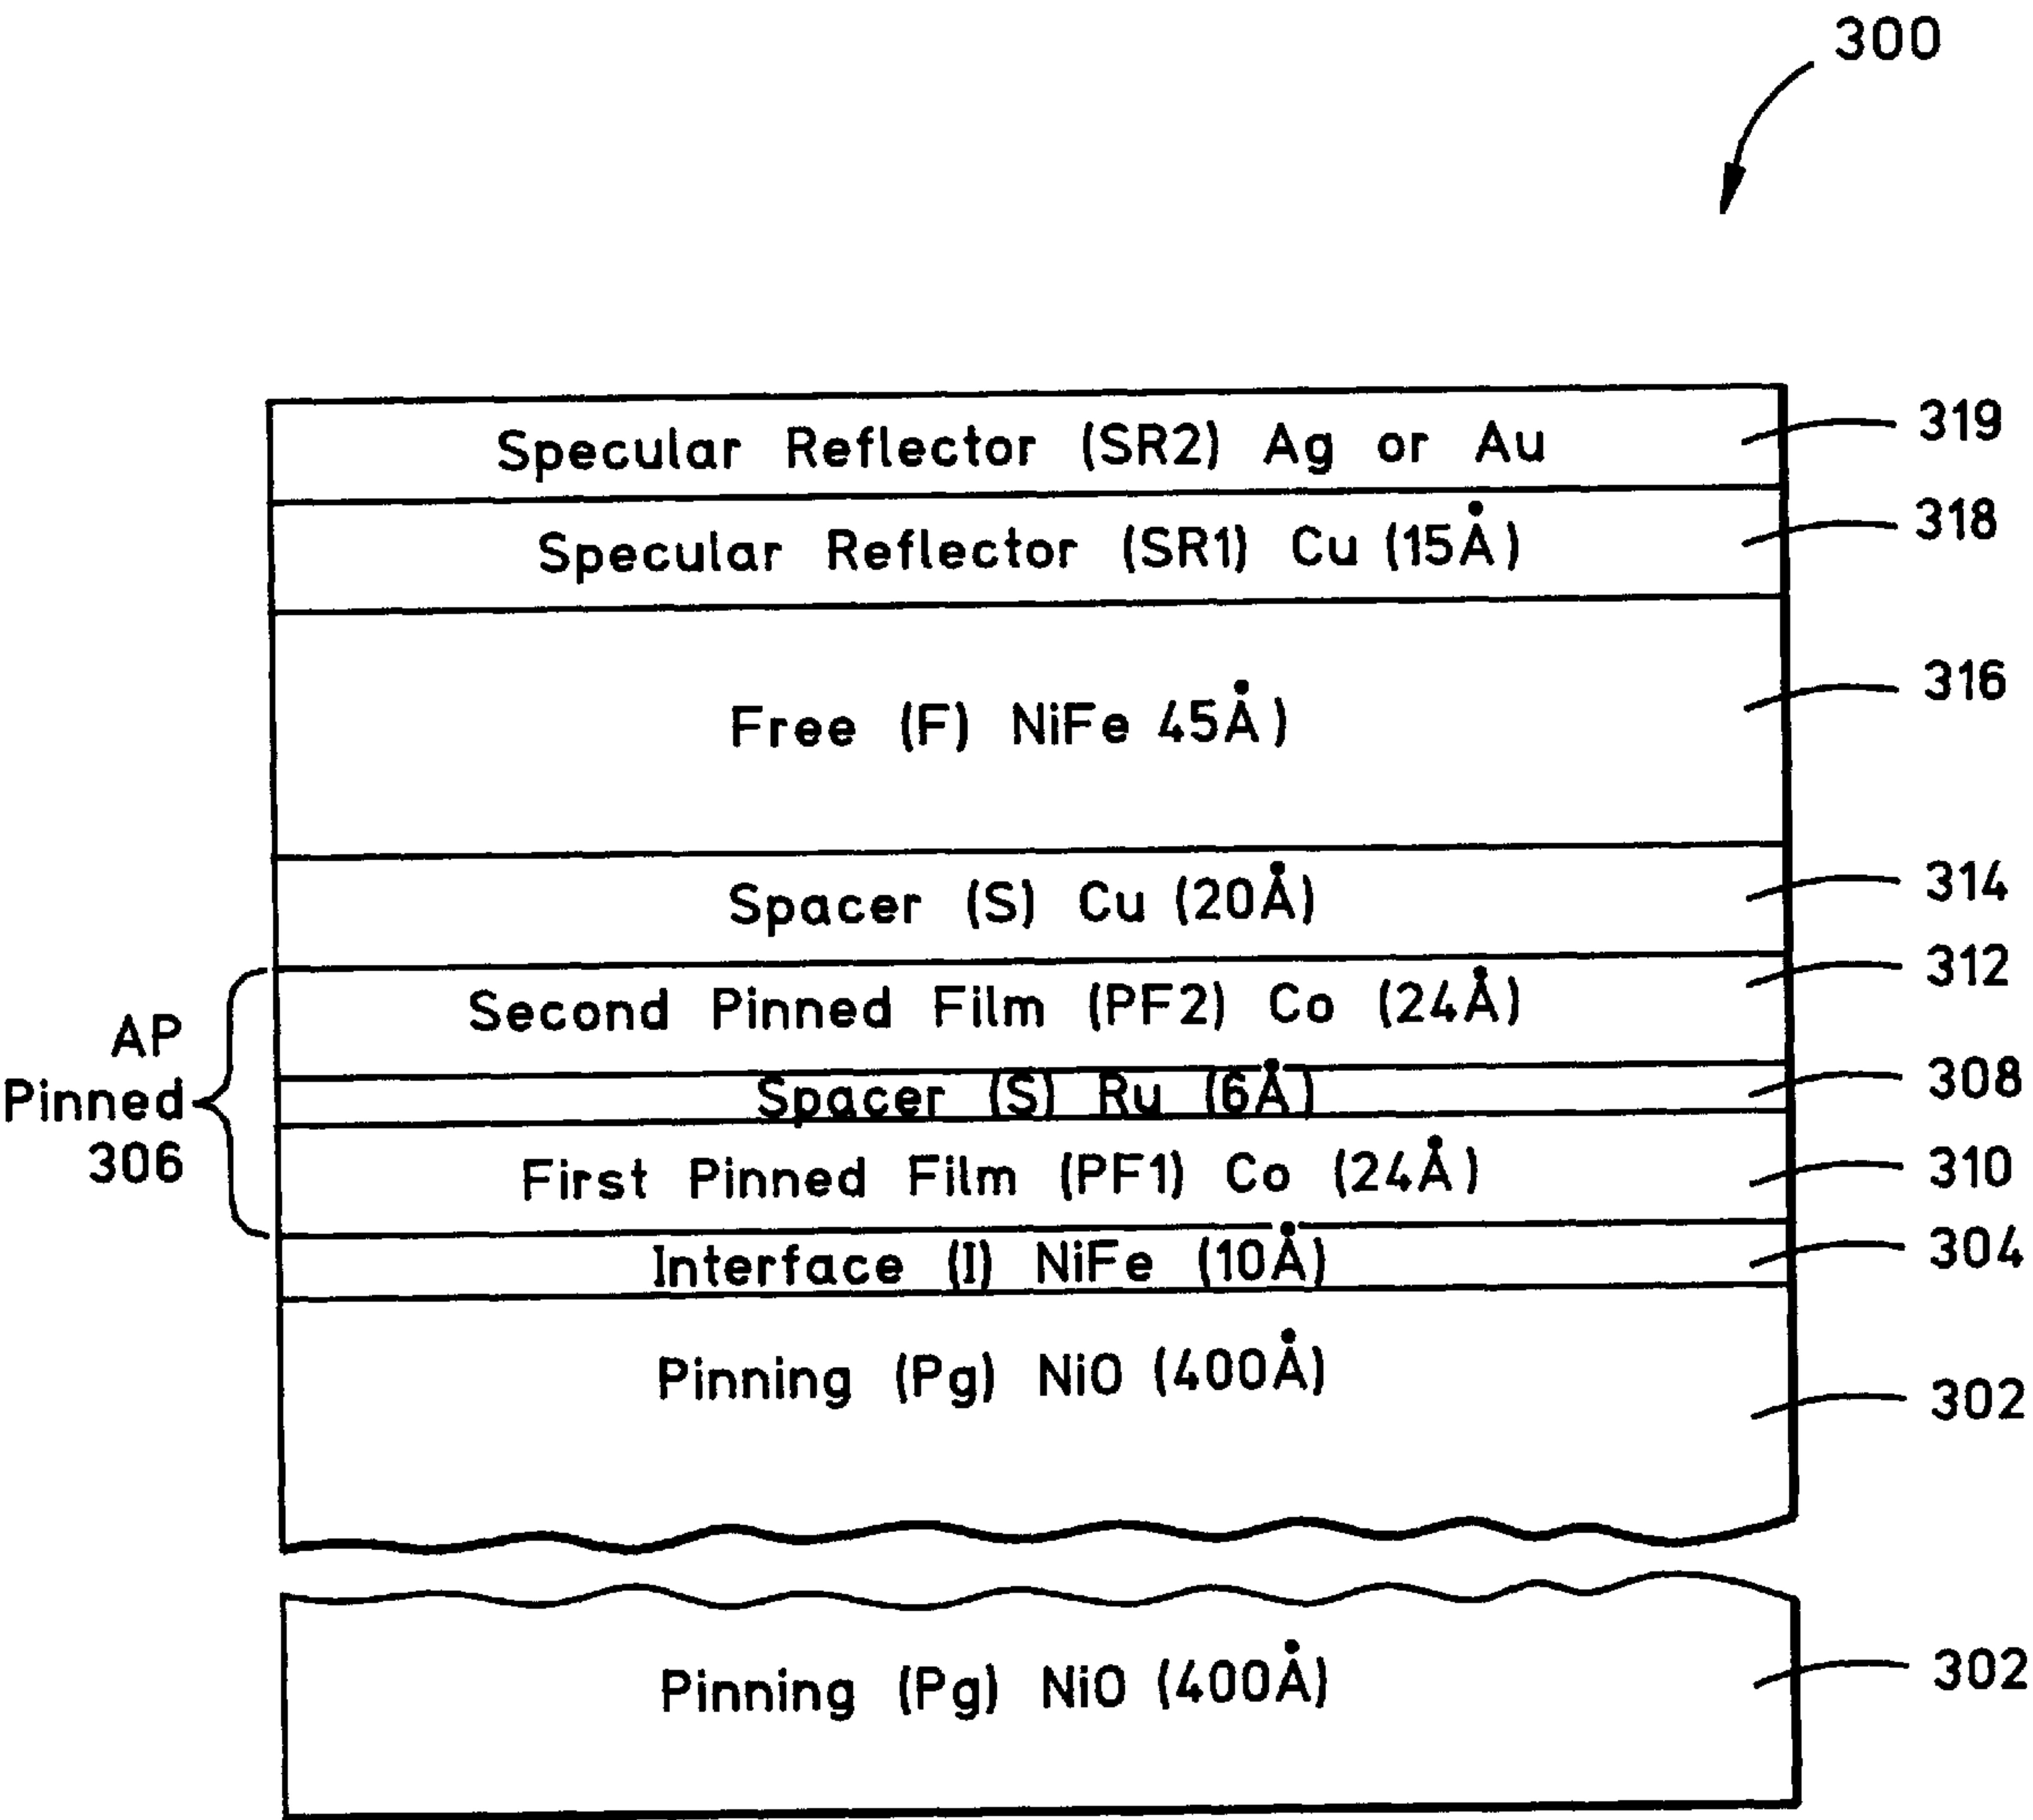 300
Specular Reflector (SR2) Ag or Au
319
Specular Reflector (SR1) Cu (15Å)
318
Free (F) NiFe 45Å)
316
Spacer (S) Cu (20Å)
314
Second Pinned Film (PF2) Co (24Å)
312
Spacer (S) Ru (6Å)
308
First Pinned Film (PF1) Co (24Å)
310
AP
Pinned
306
Interface (I) NiFe (10Å)
304
Pinning (Pg) NiO (400Å)
302
Pinning (Pg) NiO (400Å)
302